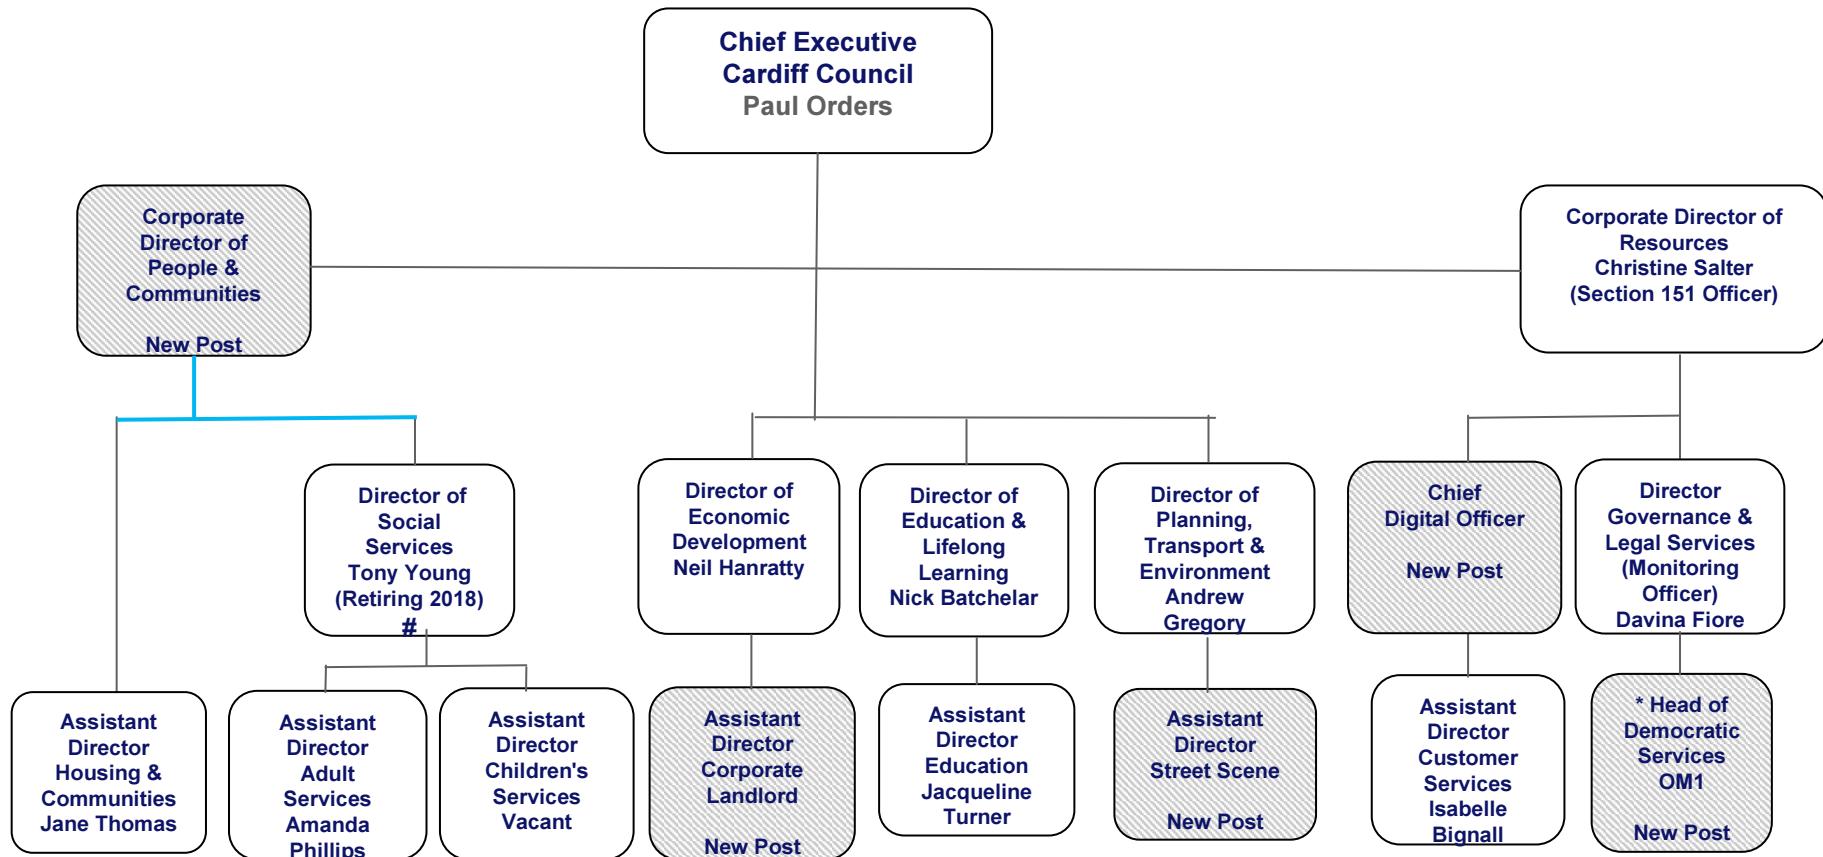 Chief Executive
Cardiff Council
Paul Orders
Corporate
Director of
People &
Communities
New Post
Corporate Director of
Resources
Christine Salter
(Section 151 Officer)
Director of
Social
Services
Tony Young
(Retiring 2018)
#
Director of
Economic
Development
Neil Hanratty
Director of
Education &
Lifelong
Learning
Nick Batchelar
Director of
Planning,
Transport &
Environment
Andrew
Gregory
Chief
Digital Officer
New Post
Director
Governance &
Legal Services
(Monitoring
Officer)
Davina Fiore
Assistant
Director
Housing &
Communities
Jane Thomas
Assistant
Director
Adult
Services
Amanda
Phillips
Assistant
Director
Children's
Services
Vacant
Assistant
Director
Corporate
Landlord
New Post
Assistant
Director
Education
Jacqueline
Turner
Assistant
Director
Street Scene
New Post
Assistant
Director
Customer
Services
Isabelle
Bignall
* Head of
Democratic
Services
OM1
New Post